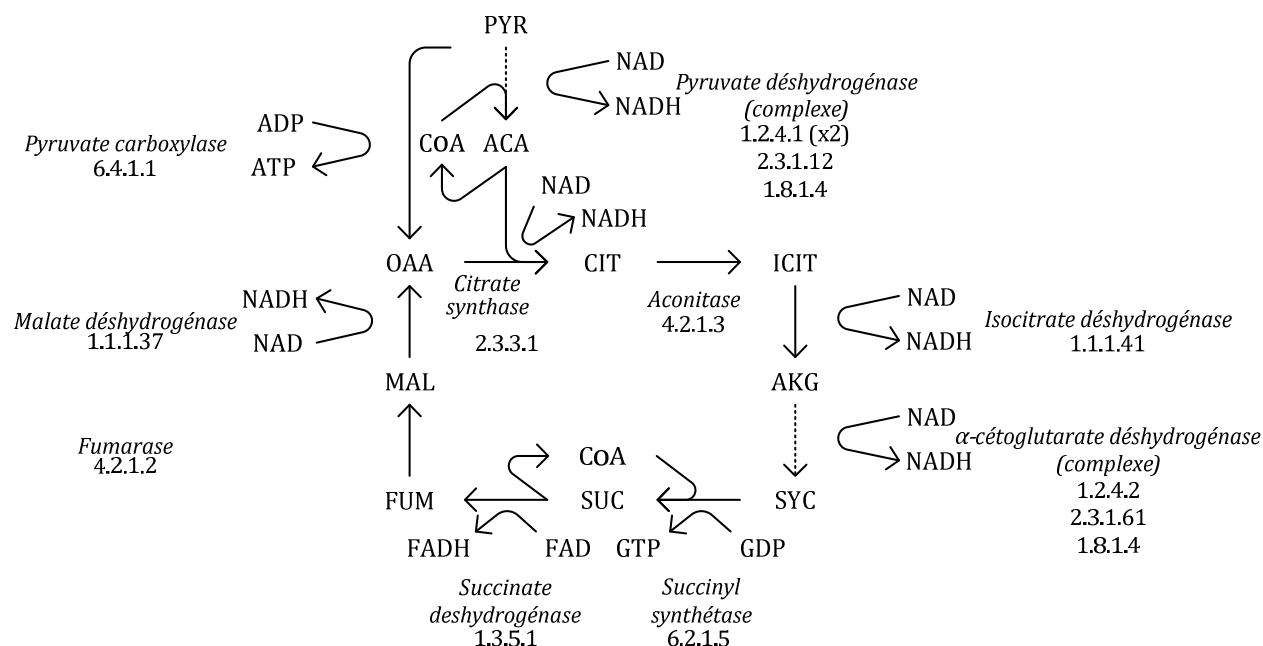 PYR
NAD
NADH
Pyruvate déshydrogénase
(complexe)
1.2.4.1 (x2)
2.3.1.12
1.8.1.4
ADP
ATP
Pyruvate carboxylase
6.4.1.1
COA
ACA
NAD
NADH
OAA
Citrate
synthase
2.3.3.1
CIT
Aconitase
4.2.1.3
ICIT
NADH
NAD
Malate déshydrogénase
1.1.1.37
NAD
NADH
Isocitrate déshydrogénase
1.1.1.41
MAL
AKG
Fumarase
4.2.1.2
NAD
NADH
α-cétoglutarate déshydrogénase
(complexe)
1.2.4.2
2.3.1.61
1.8.1.4
COA
FUM
SUC
SYC
FADH
FAD
GTP
GDP
Succinate
deshydrogénase
1.3.5.1
Succinyl
synthétase
6.2.1.5